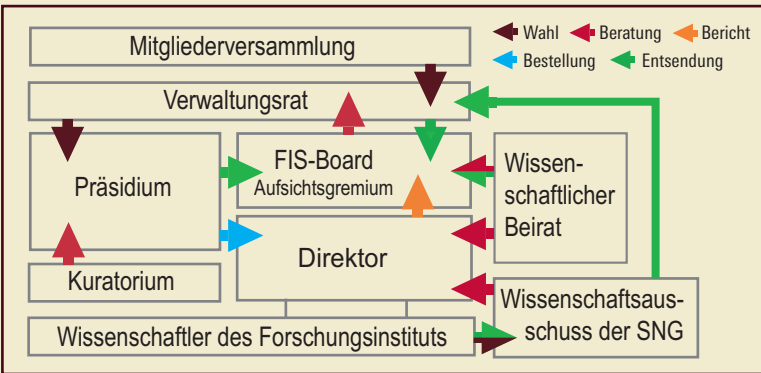 Mitgliederversammlung
Wahl
Beratung
Bericht
Bestellung
Entsendung
Verwaltungsrat
Präsidium
FIS-Board
Aufsichtsgremium
Wissen-
schaftlicher
Beirat
Direktor
Kuratorium
Wissenschaftsaus-
schuss der SNG
Wissenschaftler des Forschungsinstituts